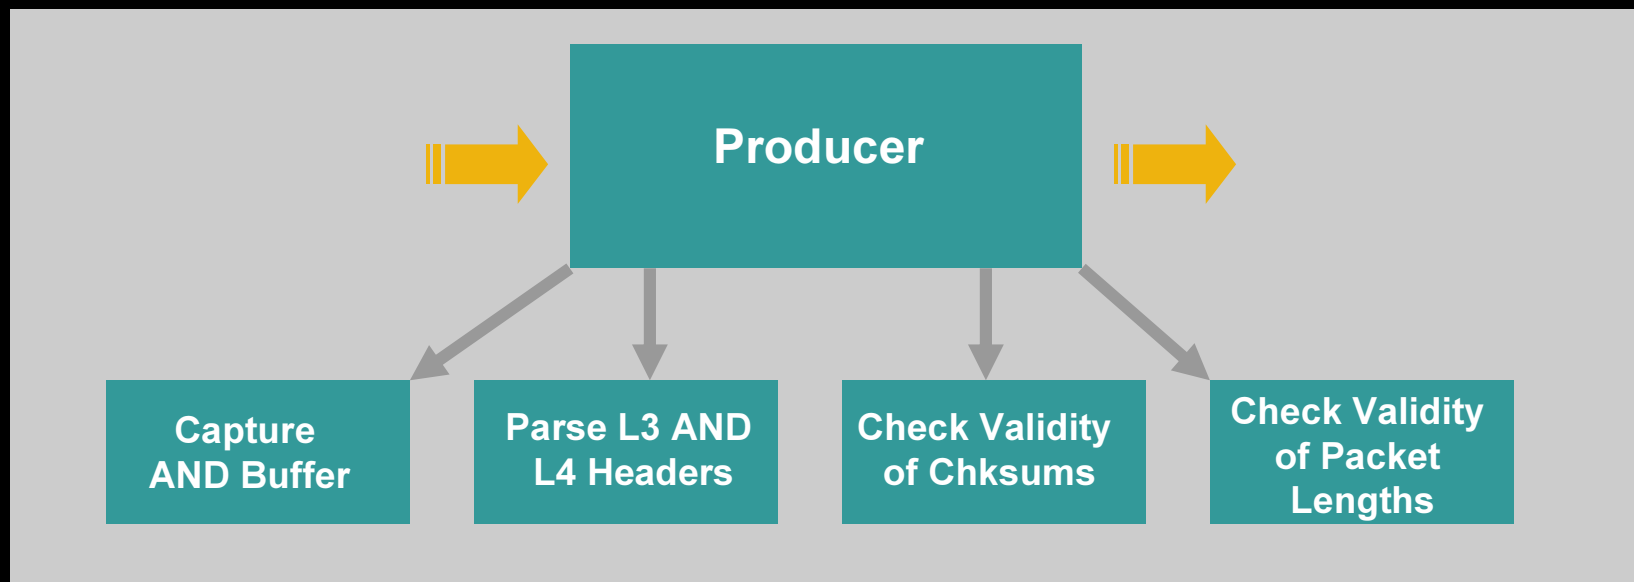 Producer
Capture
AND Buffer
Parse L3 AND
L4 Headers
Check Validity
of Chksums
Check Validity
of Packet
Lengths